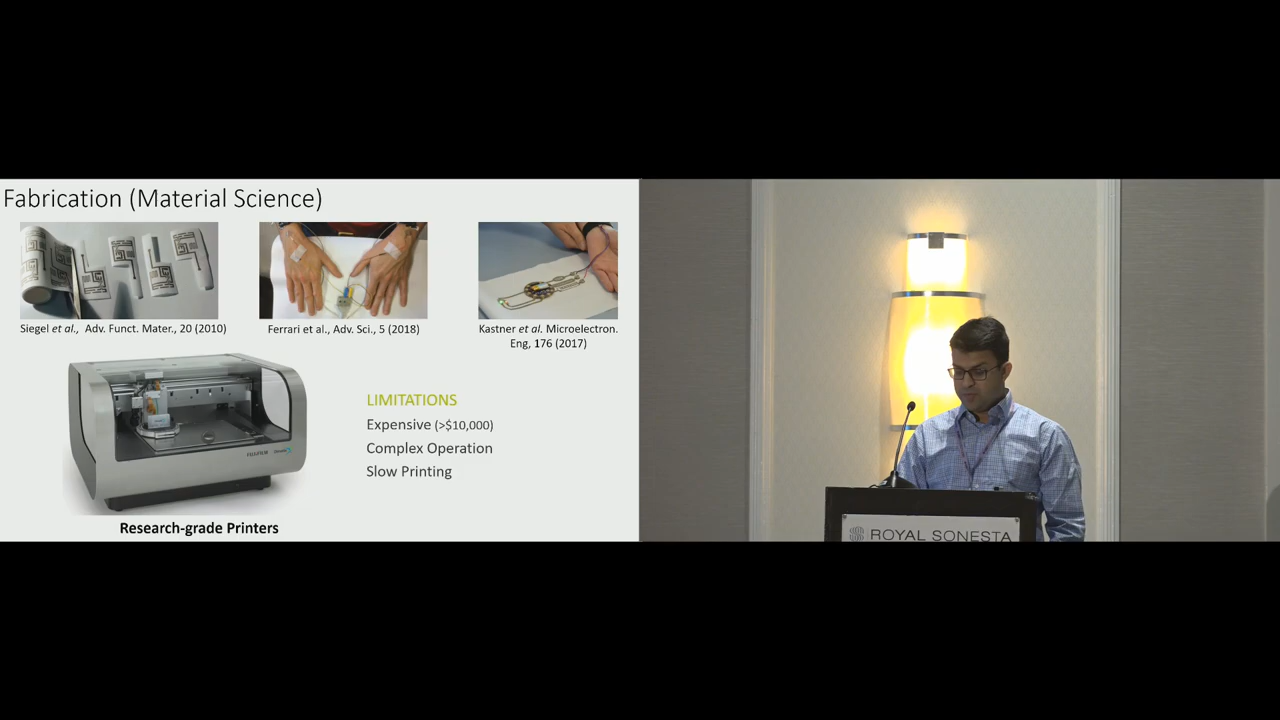 Fabrication (Material Science)
Siegel et al., Adv. Funct. Mater., 20 (2010)
Ferrari et al., Adv. Sci., 5 (2018)
Kastner et al. Microelectron.
Eng, 176 (2017)
LIMITATIONS
Expensive (>$10,000)
Complex Operation
Slow Printing
FUJIFILM
Research-grade Printers
ROYAL SONESTA